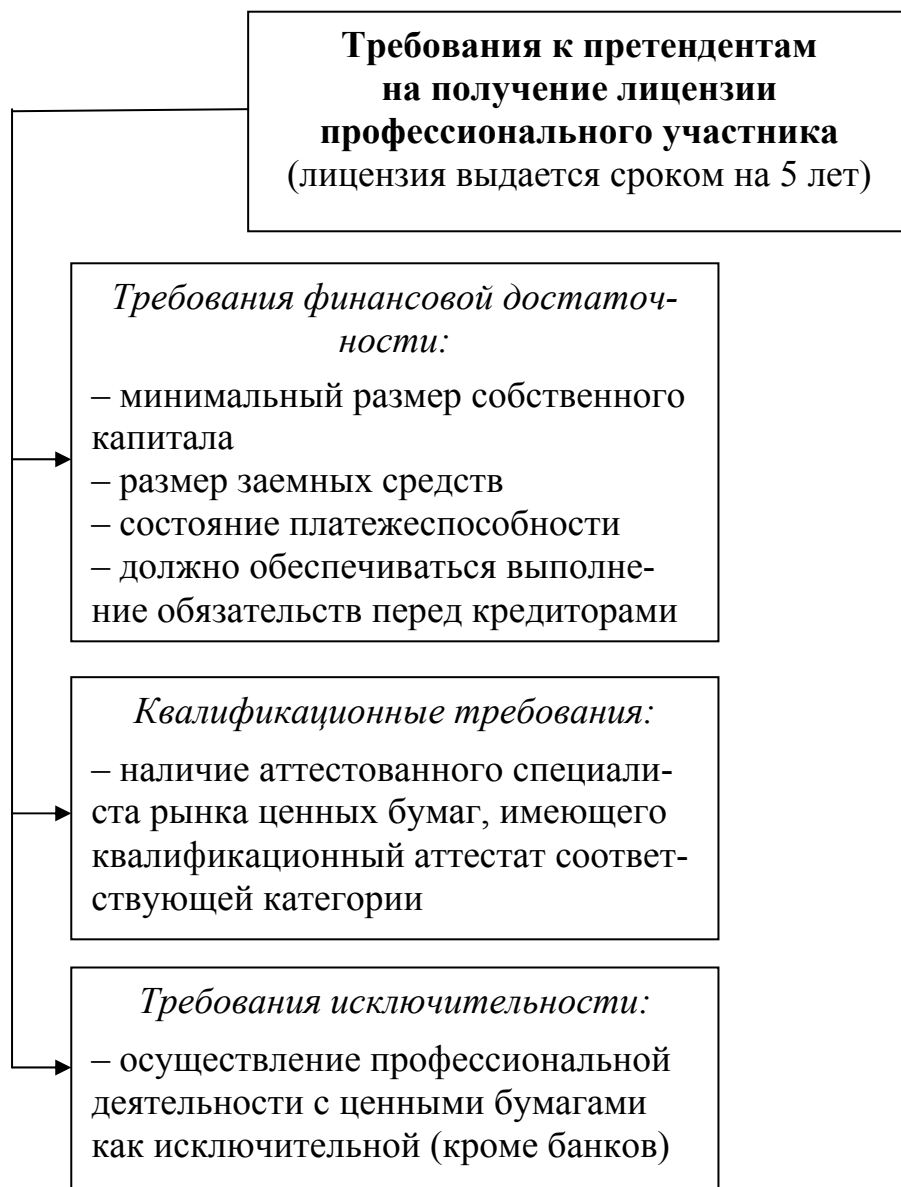 Требования к претендентам
на получение лицензии
профессионального участника
(лицензия выдается сроком на 5 лет)
Требования финансовой достаточ-
ности:
– минимальный размер собственного
капитала
– размер заемных средств
– состояние платежеспособности
– должно обеспечиваться выполне-
ние обязательств перед кредиторами
Квалификационные требования:
– наличие аттестованного специали-
ста рынка ценных бумаг, имеющего
квалификационный аттестат соответ-
ствующей категории
Требования исключительности:
– осуществление профессиональной
деятельности с ценными бумагами
как исключительной (кроме банков)